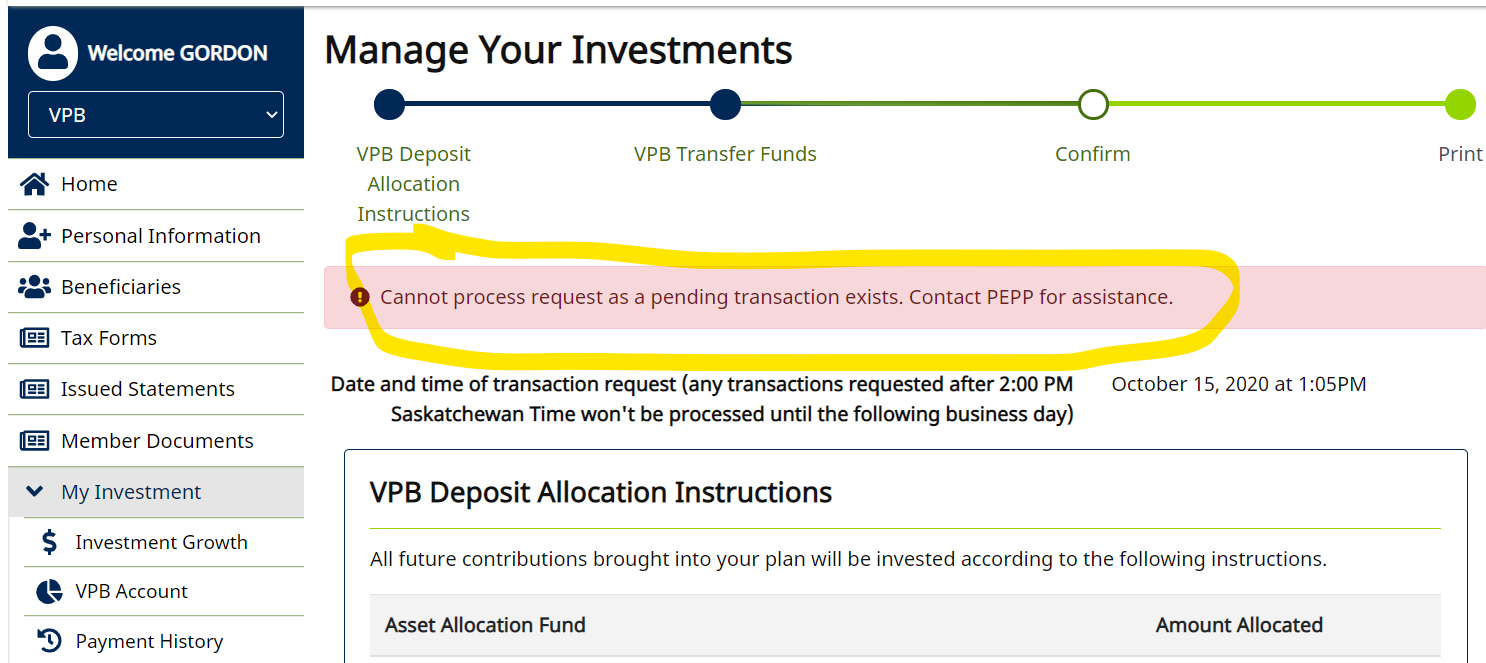 Welcome GORDON
VPB
Home
Personal Information
Beneficiaries
Tax Forms
Issued Statements
Member Documents
My Investment
Investment Growth
VPB Account
Payment History
Manage Your Investments
VPB Deposit
Allocation
Instructions
VPB Transfer Funds
Confirm
Print
Cannot process request as a pending transaction exists. Contact PEPP for assistance.
Date and time of transaction request (any transactions requested after 2:00 PM
Saskatchewan Time won't be processed until the following business day)
October 15, 2020 at 1:05PM
VPB Deposit Allocation Instructions
All future contributions brought into your plan will be invested according to the following instructions.
Asset Allocation Fund
Amount Allocated